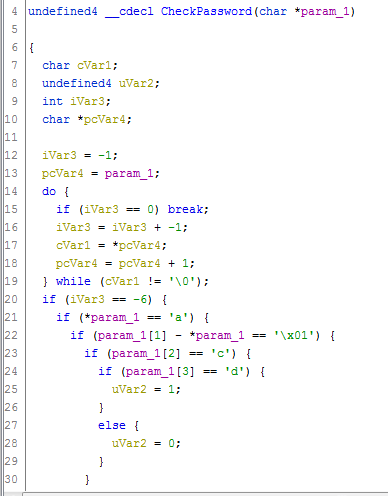 4 undefined4 __cdecl CheckPassword(char *param_1)
5
6 {
7   char cVar1;
8   undefined4 uVar2;
9   int iVar3;
10   char *pcVar4;
11
12   iVar3 = -1;
13   pcVar4 = param_1;
14   do {
15     if (iVar3 == 0) break;
16     iVar3 = iVar3 + -1;
17     cVar1 = *pcVar4;
18     pcVar4 = pcVar4 + 1;
19   } while (cVar1 != '\0');
20   if (iVar3 == -6) {
21     if (*param_1 == 'a') {
22       if (param_1[1] - *param_1 == '\x01') {
23         if (param_1[2] == 'c') {
24           if (param_1[3] == 'd') {
25             uVar2 = 1;
26           }
27           else {
28             uVar2 = 0;
29           }
30         }